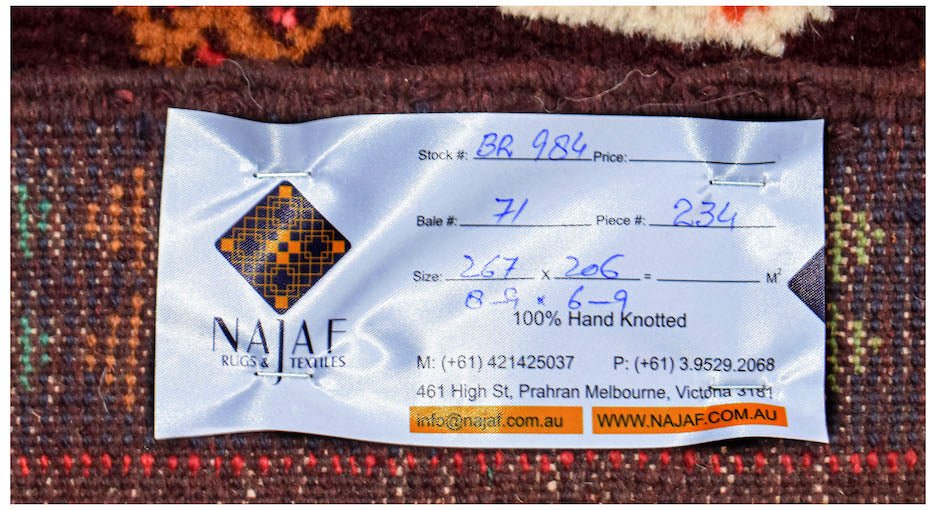 Stock #: BR 984 Price:
Bale #: 71 Piece #: 234
Size: 267 X 206 = M²
8-9 x 6-9
100% Hand Knotted
NAJAF
RUGS & TEXTILES
M: (+61) 421425037 P: (+61) 3.9529.2068
461 High St, Prahran Melbourne, Victoria 3181
info@najaf.com.au WWW.NAJAF.COM.AU